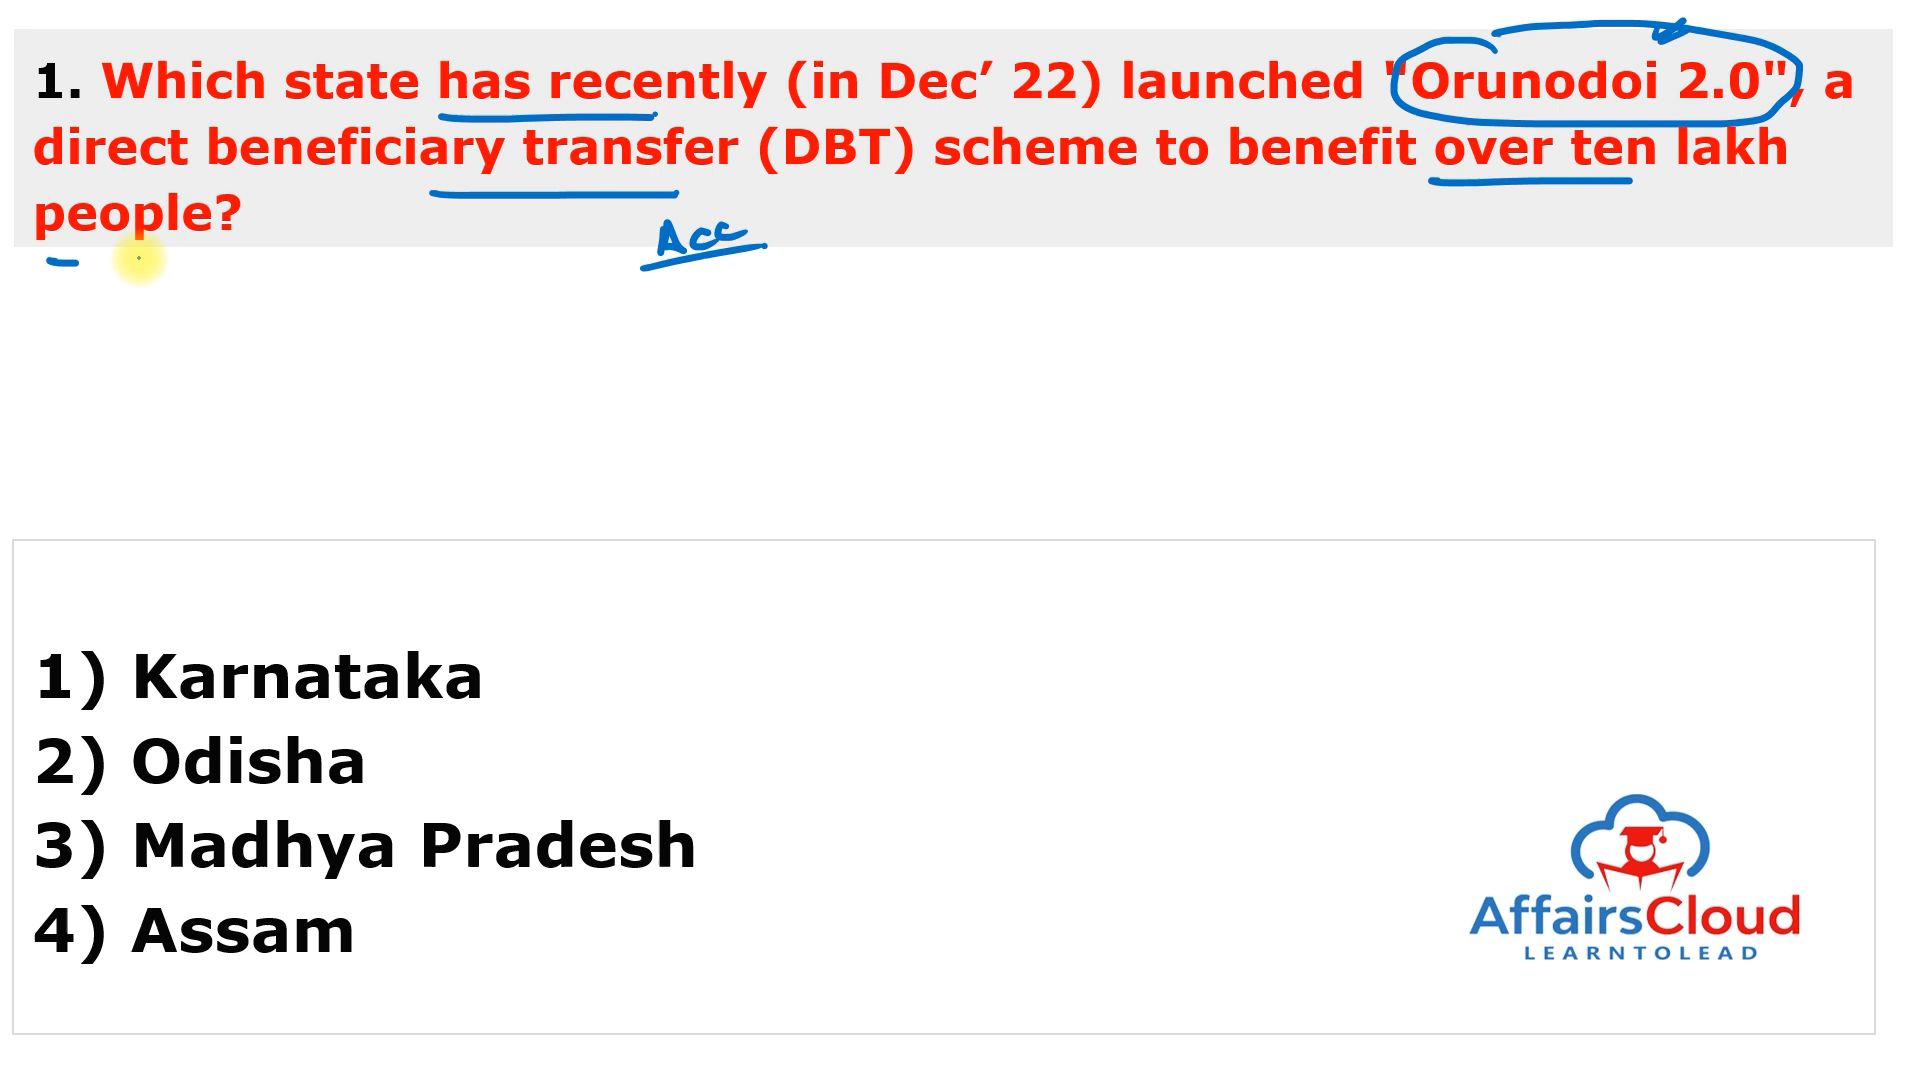 1. Which state has recently (in Dec’ 22) launched "Orunodoi 2.0", a
direct beneficiary transfer (DBT) scheme to benefit over ten lakh
people?
Acc
1) Karnataka
2) Odisha
3) Madhya Pradesh
4) Assam
AffairsCloud
LEARNTOLEAD